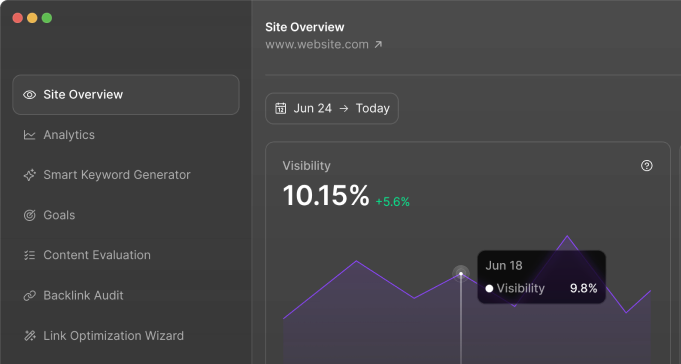 Site Overview
Analytics
Smart Keyword Generator
Goals
Content Evaluation
Backlink Audit
Link Optimization Wizard
Site Overview
www.website.com ↗
Jun 24 → Today
Visibility
10.15% +5.6%
Jun 18
Visibility 9.8%